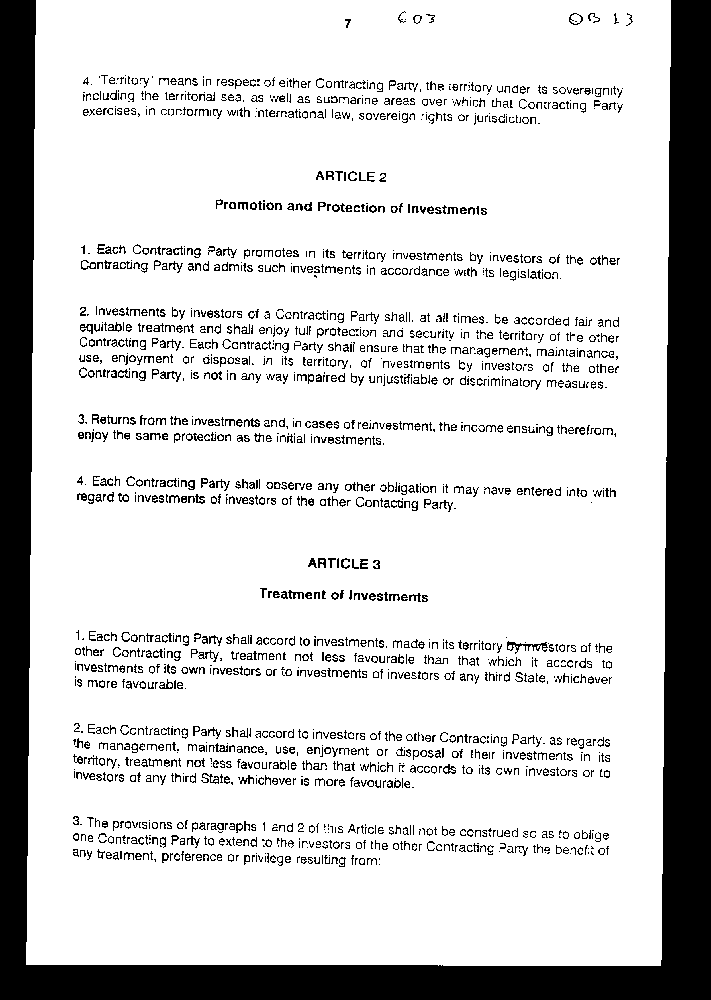 7 603 OB L3
4. "Territory" means in respect of either Contracting Party, the territory under its sovereignity
including the territorial sea, as well as submarine areas over which that Contracting Party
exercises, in conformity with international law, sovereign rights or jurisdiction.
ARTICLE 2
Promotion and Protection of Investments
1. Each Contracting Party promotes in its territory investments by investors of the other
Contracting Party and admits such investments in accordance with its legislation.
2. Investments by investors of a Contracting Party shall, at all times, be accorded fair and
equitable treatment and shall enjoy full protection and security in the territory of the other
Contracting Party. Each Contracting Party shall ensure that the management, maintainance,
use, enjoyment or disposal, in its territory, of investments by investors of the other
Contracting Party, is not in any way impaired by unjustifiable or discriminatory measures.
3. Returns from the investments and, in cases of reinvestment, the income ensuing therefrom,
enjoy the same protection as the initial investments.
4. Each Contracting Party shall observe any other obligation it may have entered into with
regard to investments of investors of the other Contacting Party.
ARTICLE 3
Treatment of Investments
1. Each Contracting Party shall accord to investments, made in its territory by investors of the
other Contracting Party, treatment not less favourable than that which it accords to
investments of its own investors or to investments of investors of any third State, whichever
is more favourable.
2. Each Contracting Party shall accord to investors of the other Contracting Party, as regards
the management, maintainance, use, enjoyment or disposal of their investments in its
territory, treatment not less favourable than that which it accords to its own investors or to
investors of any third State, whichever is more favourable.
3. The provisions of paragraphs 1 and 2 of this Article shall not be construed so as to oblige
one Contracting Party to extend to the investors of the other Contracting Party the benefit of
any treatment, preference or privilege resulting from: